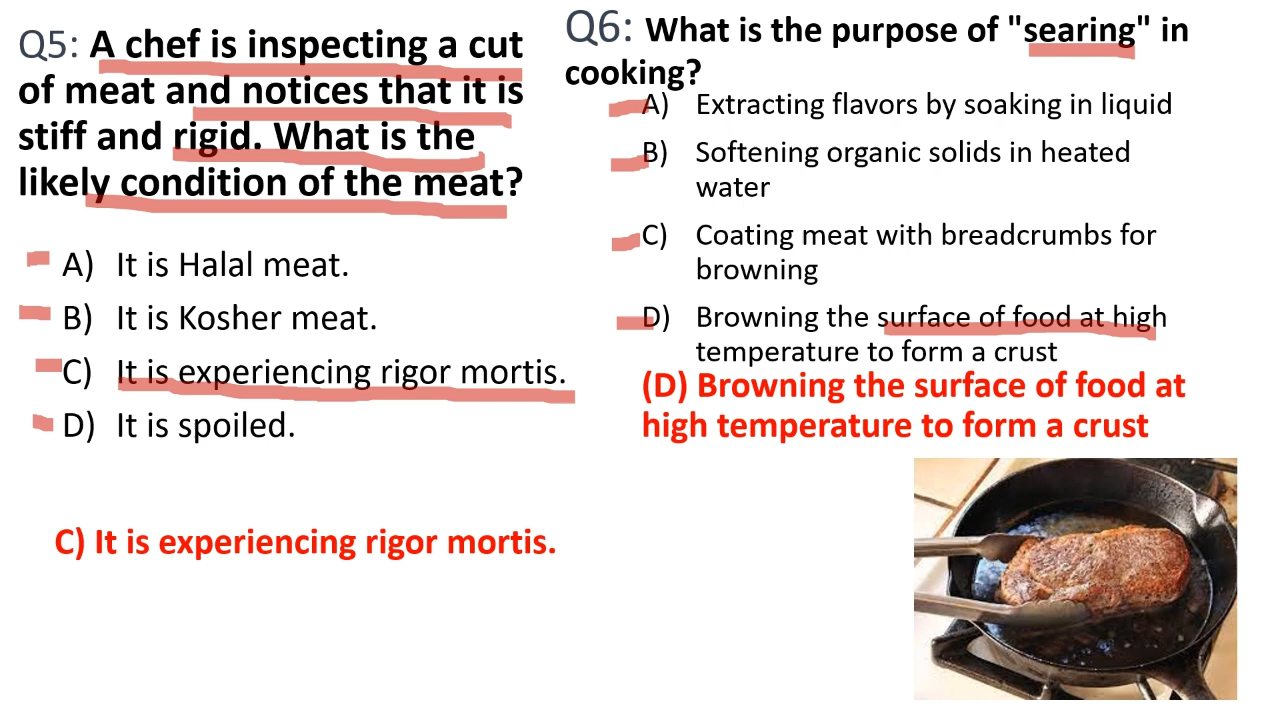 Q5: A chef is inspecting a cut
of meat and notices that it is
stiff and rigid. What is the
likely condition of the meat?
A) It is Halal meat.
B) It is Kosher meat.
C) It is experiencing rigor mortis.
D) It is spoiled.
C) It is experiencing rigor mortis.
Q6: What is the purpose of "searing" in
cooking?
A) Extracting flavors by soaking in liquid
B) Softening organic solids in heated
water
C) Coating meat with breadcrumbs for
browning
D) Browning the surface of food at high
temperature to form a crust
(D) Browning the surface of food at
high temperature to form a crust